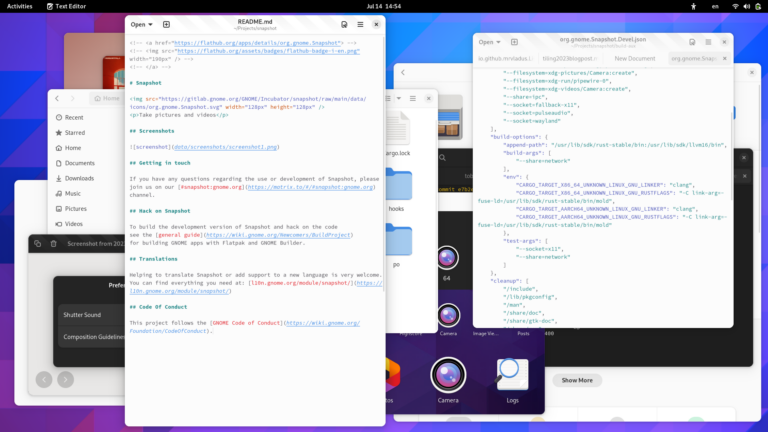 Activities
Text Editor
Jul 14 14:54
en
Open
README.md
~/Projects/snapshot
<!-- <a href="https://flathub.org/apps/details/org.gnome.Snapshot"> -->
<!-- <img src="https://flathub.org/assets/badges/flathub-badge-i-en.png"
width="190px" /> -->
<!-- </a> -->
# Snapshot
<img src="https://gitlab.gnome.org/GNOME/Incubator/snapshot/raw/main/data/
icons/org.gnome.Snapshot.svg" width="128px" height="128px" />
<p>Take pictures and videos</p>
## Screenshots
![screenshot](data/screenshots/screenshot2.png)
## Getting in touch
If you have any questions regarding the use or development of Snapshot, please
join us on our [#snapshot:gnome.org](https://matrix.to/#/#snapshot:gnome.org)
channel.
## Hack on Snapshot
To build the development version of Snapshot and hack on the code
see the [general guide](https://wiki.gnome.org/Newcomers/BuildProject)
for building GNOME apps with Flatpak and GNOME Builder.
## Translations
Helping to translate Snapshot or add support to a new language is very welcome.
You can find everything you need at: [l10n.gnome.org/module/snapshot/](https://
l10n.gnome.org/module/snapshot/)
## Code Of Conduct
This project follows the [GNOME Code of Conduct](https://wiki.gnome.org/
Foundation/CodeOfConduct).
Home
Recent
Starred
Home
Documents
Downloads
Music
Pictures
Videos
Screenshot from 202
Prefer
Shutter Sound
Composition Guidelines
argo.lock
hooks
po
64
Camera
Image Vie...
Posts
400
otos
Camera
Logs
Show More
Open
org.gnome.Snapshot.Devel.json
tiling2023blogpost.
New Document
org.gnome.Snap
"--filesystem=xdg-pictures/Camera:create",
"--filesystem=xdg-run/pipewire-0",
"--filesystem=xdg-videos/Camera:create",
"--share=ipc",
"--socket=fallback-x11",
"--socket=pulseaudio",
"--socket=wayland"
],
"build-options": {
"append-path": "/usr/lib/sdk/rust-stable/bin:/usr/lib/sdk/llvm16/bin",
"build-args": [
"--share=network"
],
"env": {
"CARGO_TARGET_X86_64_UNKNOWN_LINUX_GNU_LINKER": "clang",
"CARGO_TARGET_X86_64_UNKNOWN_LINUX_GNU_RUSTFLAGS": "-C link-arg=-
fuse-ld=/usr/lib/sdk/rust-stable/bin/mold",
"CARGO_TARGET_AARCH64_UNKNOWN_LINUX_GNU_LINKER": "clang",
"CARGO_TARGET_AARCH64_UNKNOWN_LINUX_GNU_RUSTFLAGS": "-C link-arg=-
fuse-ld=/usr/lib/sdk/rust-stable/bin/mold"
},
"test-args": [
"--socket=x11",
"--share=network"
]
},
"cleanup": [
"/include",
"/lib/pkgconfig",
"/man",
"/share/doc",
"/share/gtk-doc",